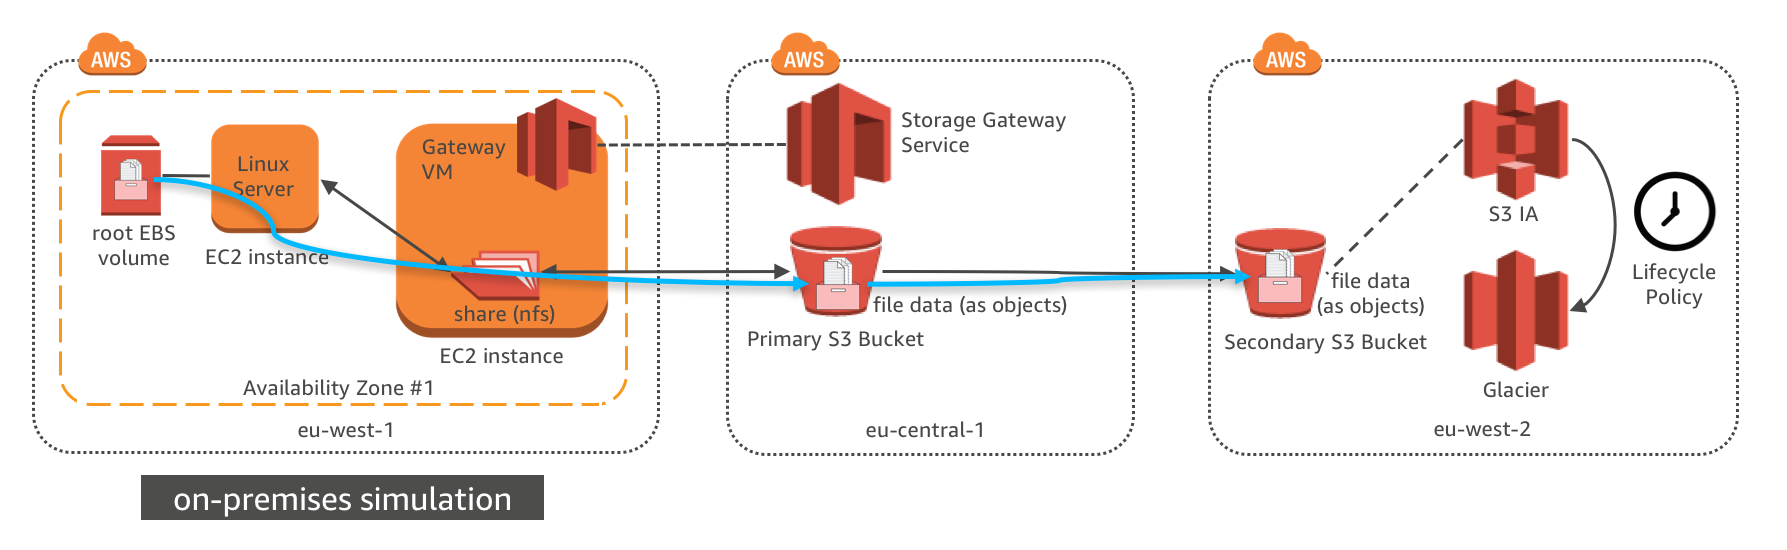 AWS
AWS
AWS
Gateway
VM
Linux
Server
Storage Gateway
Service
root EBS
volume
EC2 instance
share (nfs)
EC2 instance
Availability Zone #1
eu-west-1
on-premises simulation
file data (as objects)
Primary S3 Bucket
eu-central-1
S3 IA
file data
(as objects)
Secondary S3 Bucket
Lifecycle
Policy
Glacier
eu-west-2